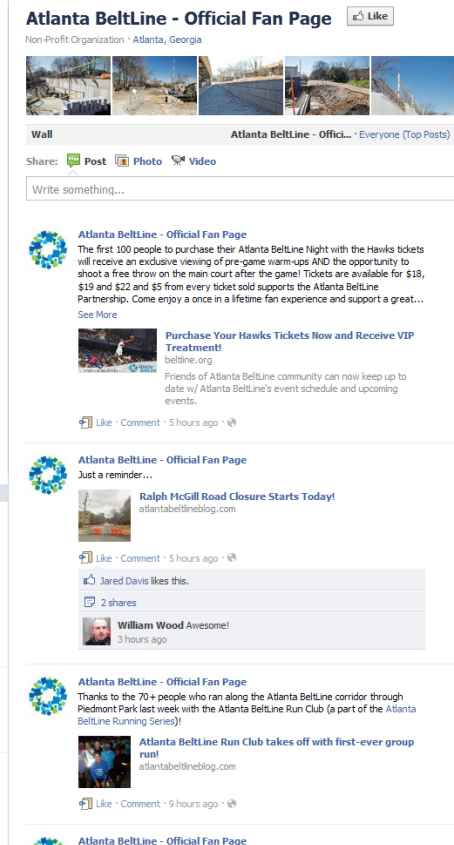 Atlanta BeltLine - Official Fan Page
Like
Non-Profit Organization · Atlanta, Georgia
Wall
Atlanta BeltLine - Offici... · Everyone (Top Posts)
Share: Post Photo Video
Write something...
Atlanta BeltLine - Official Fan Page
The first 100 people to purchase their Atlanta BeltLine Night with the Hawks tickets
will receive an exclusive viewing of pre-game warm-ups AND the opportunity to
shoot a free throw on the main court after the game! Tickets are available for $18,
$19 and $22 and $5 from every ticket sold supports the Atlanta BeltLine
Partnership. Come enjoy a once in a lifetime fan experience and support a great...
See More
Purchase Your Hawks Tickets Now and Receive VIP
Treatment!
beltline.org
Friends of Atlanta BeltLine community can now keep up to
date w/ Atlanta BeltLine's event schedule and upcoming
events.
Like · Comment · 5 hours ago ·
Atlanta BeltLine - Official Fan Page
Just a reminder...
Ralph McGill Road Closure Starts Today!
atlantabeltlineblog.com
Like · Comment · 5 hours ago ·
Jared Davis likes this.
2 shares
William Wood Awesome!
3 hours ago
Atlanta BeltLine - Official Fan Page
Thanks to the 70+ people who ran along the Atlanta BeltLine corridor through
Piedmont Park last week with the Atlanta BeltLine Run Club (a part of the Atlanta
BeltLine Running Series)!
Atlanta BeltLine Run Club takes off with first-ever group
run!
atlantabeltlineblog.com
Like · Comment · 9 hours ago ·
Atlanta BeltLine - Official Fan Page